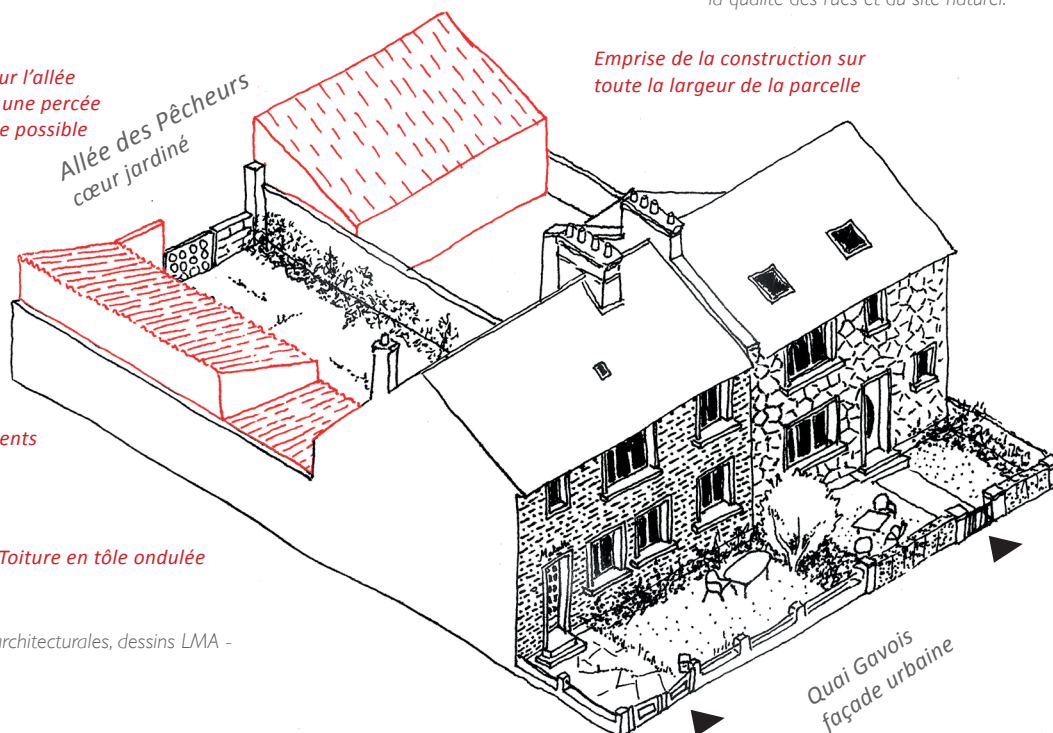 la qualité des rues et du site naturel.
Emprise de la construction sur
toute la largeur de la parcelle
ur l'allée
une percée
e possible
Allée des Pêcheurs
cœur jardiné
ents
Toiture en tôle ondulée
rchitecturales, dessins LMA -
Quai Gavois
façade urbaine